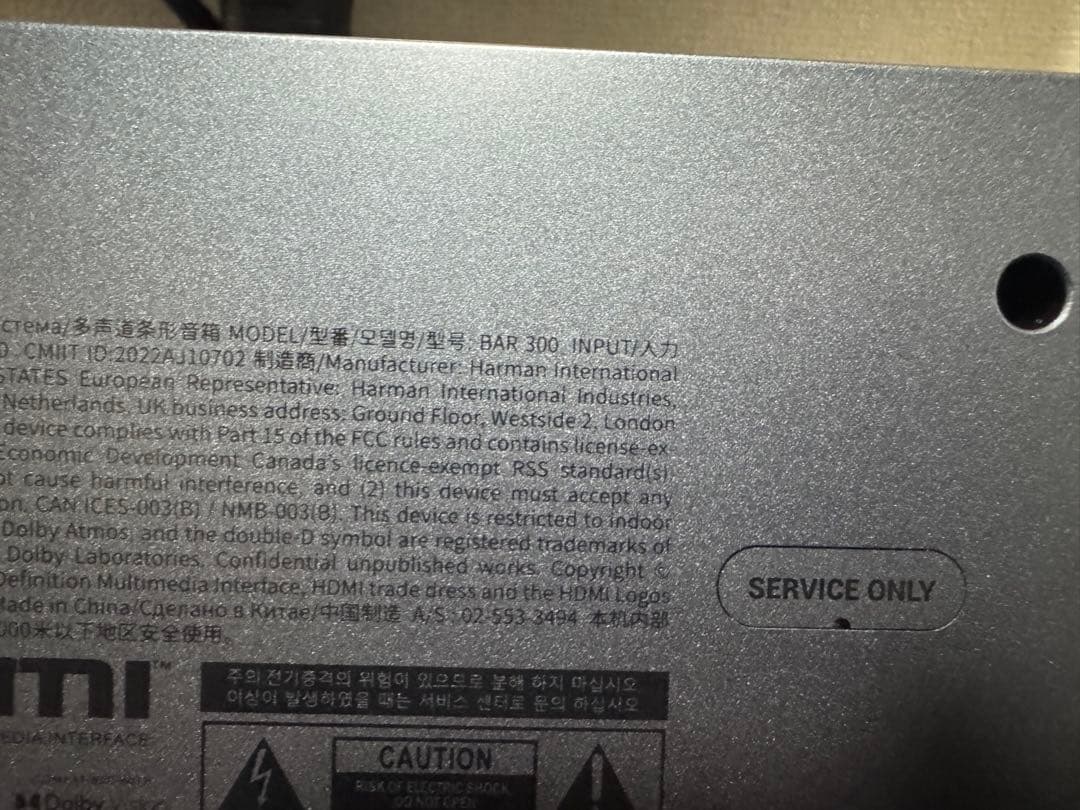 стема/多声道条形音箱 MODEL/型番/모델명/型号: BAR 300 INPUT/入力
CMIIT ID:2022AJ10702 制造商/Manufacturer: Harman International
STATES European Representative: Harman International Industries,
Netherlands, UK business address: Ground Floor, Westside 2, London
device complies with Part 15 of the FCC rules and contains license-ex-
Economic Development Canada's licence-exempt RSS standard(s).
ot cause harmful interference, and (2) this device must accept any
on. CAN ICES-003(B) / NMB-003(B). This device is restricted to indoor
Dolby Atmos, and the double-D symbol are registered trademarks of
Dolby Laboratories. Confidential unpublished works. Copyright ©
Definition Multimedia Interface, HDMI trade dress and the HDMI Logos
Made in China/Сделано в Китае/中国制造 A/S : 02-553-3494 本机内部
000米以下地区安全使用。
SERVICE ONLY
mi™
EDIA INTERFACE
주의 전기충격의 위험이 있으므로 분해 하지 마십시오
이상이 발생하였을 때는 서비스 센터로 문의 하십시오
CAUTION
RISK OF ELECTRIC SHOCK
DO NOT OPEN
Dolby